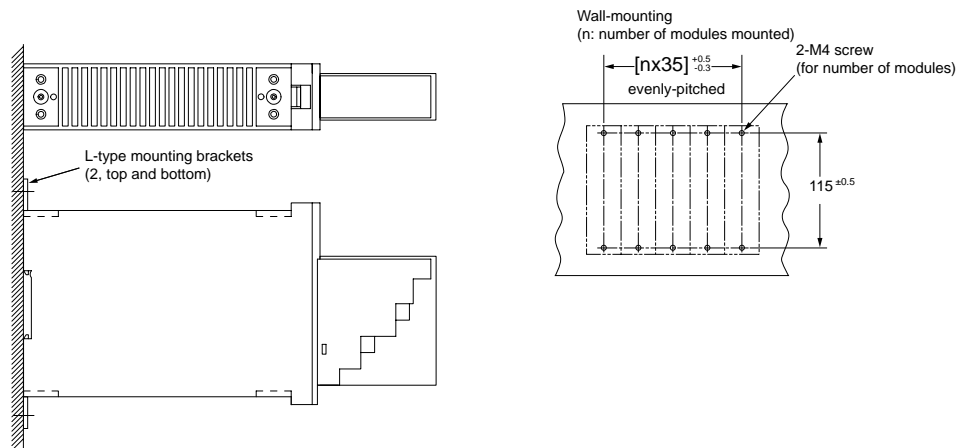 Wall-mounting
(n: number of modules mounted)
2-M4 screw
(for number of modules)
[nx35] +0.5 -0.3
evenly-pitched
L-type mounting brackets
(2, top and bottom)
115 ±0.5